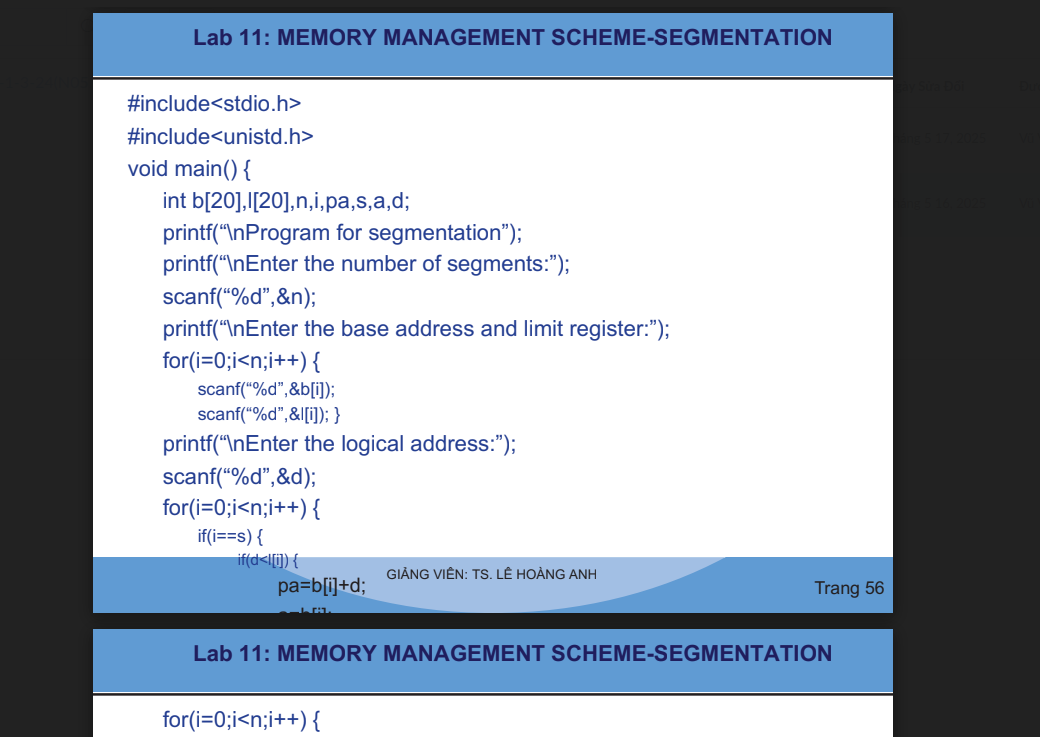 Lab 11: MEMORY MANAGEMENT SCHEME-SEGMENTATION
#include<stdio.h>
#include<unistd.h>
void main() {
int b[20],l[20],n,i,pa,s,a,d;
printf(“\nProgram for segmentation”);
printf(“\nEnter the number of segments:”);
scanf(“%d”,&n);
printf(“\nEnter the base address and limit register:”);
for(i=0;i<n;i++) {
scanf(“%d”,&b[i]);
scanf(“%d”,&l[i]); }
printf(“\nEnter the logical address:”);
scanf(“%d”,&d);
for(i=0;i<n;i++) {
if(i==s) {
if(d<l[i]) {
pa=b[i]+d;
a=b[i];
GIẢNG VIÊN: TS. LÊ HOÀNG ANH
Trang 56
Lab 11: MEMORY MANAGEMENT SCHEME-SEGMENTATION
for(i=0;i<n;i++) {